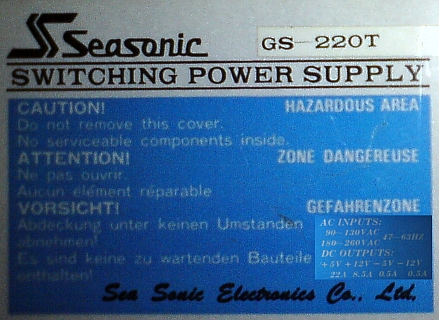 Seasonic
GS-220T
SWITCHING POWER SUPPLY
CAUTION! HAZARDOUS AREA
Do not remove this cover.
No serviceable components inside.
ATTENTION! ZONE DANGEREUSE
Ne pas ouvrir.
Aucun elément réparable
VORSICHT! GEFAHRENZONE
Abdeckung unter keinen Umstanden
abnehmen!
Es sind keine zu wartenden Bauteile
enthalten!
AC INPUTS:
90-130VAC
180-260VAC 47-63HZ
DC OUTPUTS:
+5V +12V -5V -12V
22A 8.5A 0.5A 0.5A
Sea Sonic Electronics Co., Ltd.